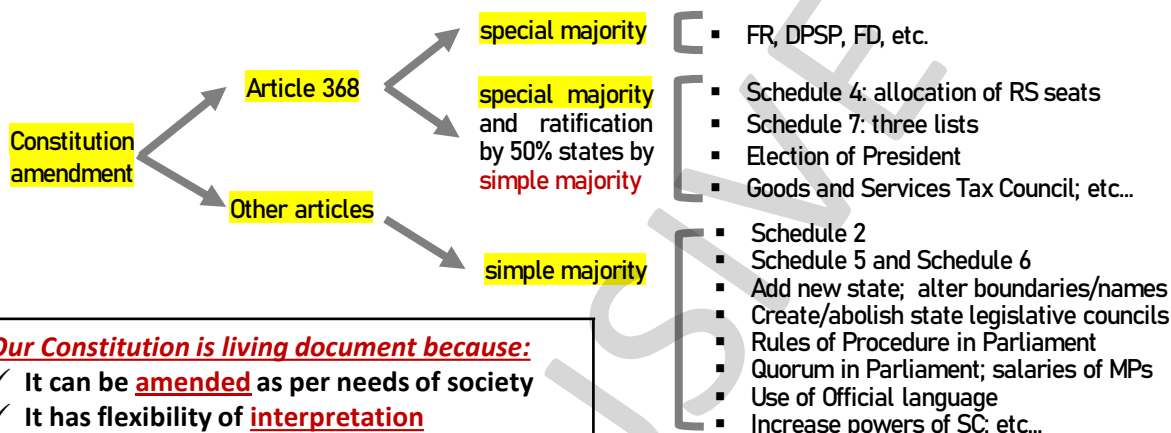 Constitution
amendment
Article 368
Other articles
special majority
▪ FR, DPSP, FD, etc.
special majority
and ratification
by 50% states by
simple majority
▪ Schedule 4: allocation of RS seats
▪ Schedule 7: three lists
▪ Election of President
▪ Goods and Services Tax Council; etc...
simple majority
▪ Schedule 2
▪ Schedule 5 and Schedule 6
▪ Add new state; alter boundaries/names
▪ Create/abolish state legislative councils
▪ Rules of Procedure in Parliament
▪ Quorum in Parliament; salaries of MPs
▪ Use of Official language
▪ Increase powers of SC; etc...
Our Constitution is living document because:
✓ It can be amended as per needs of society
✓ It has flexibility of interpretation